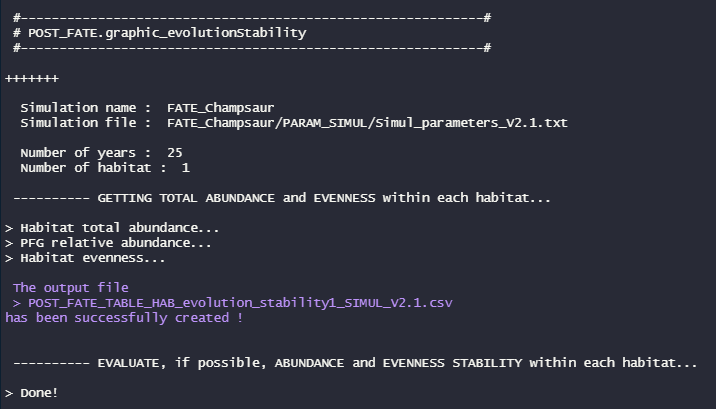 #------------------------------------------------------------#
# POST_FATE.graphic_evolutionStability
#------------------------------------------------------------#
+++++++
Simulation name :  FATE_Champsaur
Simulation file :  FATE_Champsaur/PARAM_SIMUL/Simul_parameters_V2.1.txt
Number of years :  25
Number of habitat :  1
---------- GETTING TOTAL ABUNDANCE and EVENNESS within each habitat...
> Habitat total abundance...
> PFG relative abundance...
> Habitat evenness...
The output file
> POST_FATE_TABLE_HAB_evolution_stability1_SIMUL_V2.1.csv
has been successfully created !
---------- EVALUATE, if possible, ABUNDANCE and EVENNESS STABILITY within each habitat...
> Done!